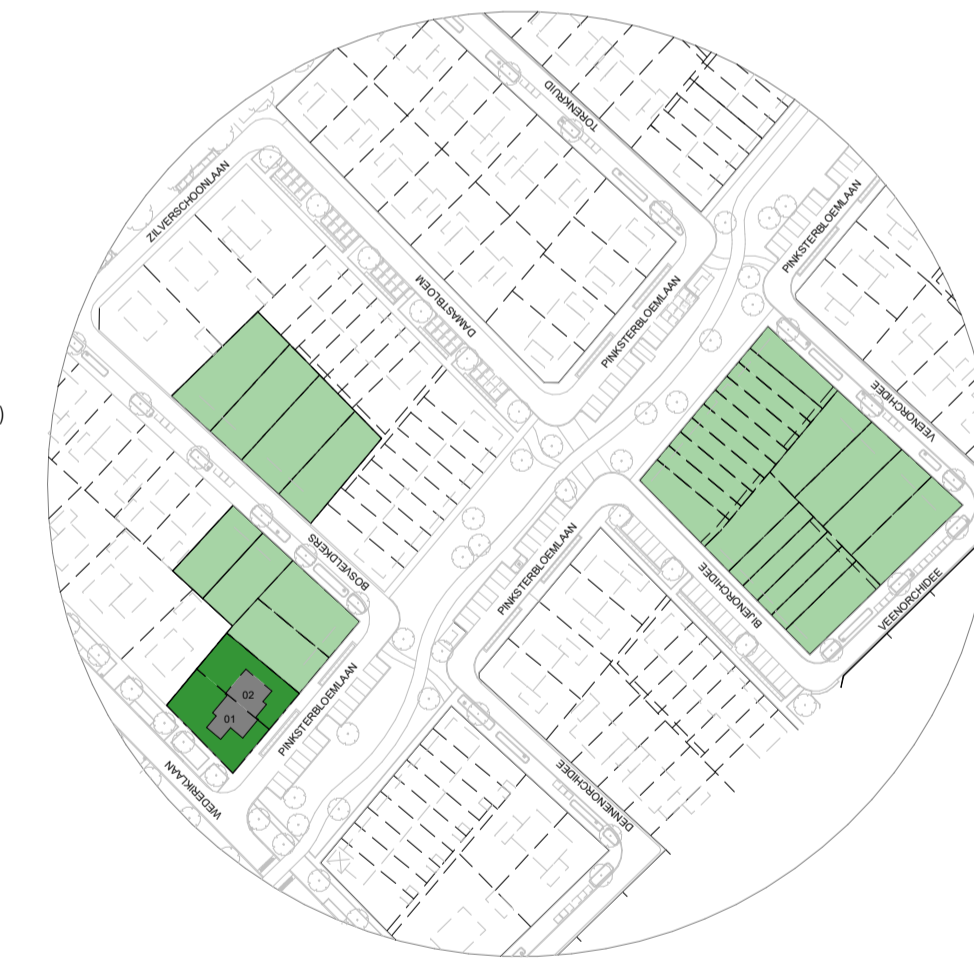 TORENKRUID
ZILVERSCHOONLAAN
PINKSTERBLOEMLAAN
DAMASTBLOEM
PINKSTERBLOEMLAAN
)
VEENORCHIDEE
BOSVELDKERS
PINKSTERBLOEMLAAN
BIJENORCHIDEE
VEENORCHIDEE
02
01
PINKSTERBLOEMLAAN
WEDERIKLAAN
DENNENORCHIDEE